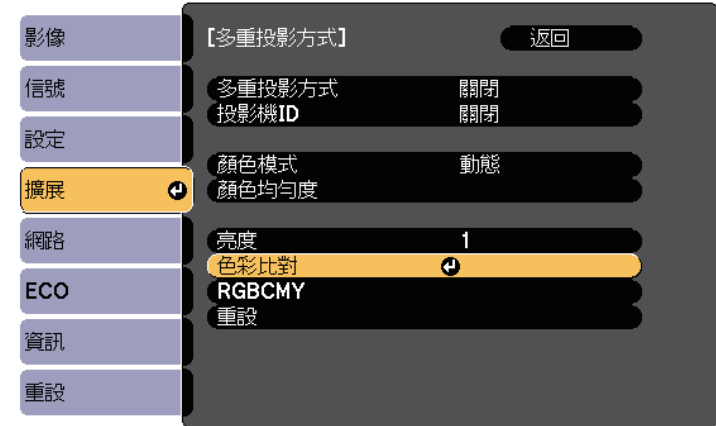 影像
信號
設定
擴展
網路
ECO
資訊
重設
[多重投影方式]
返回
多重投影方式 關閉
投影機ID 關閉
顏色模式 動態
顏色均勻度
亮度 1
色彩比對
RGBCMY
重設